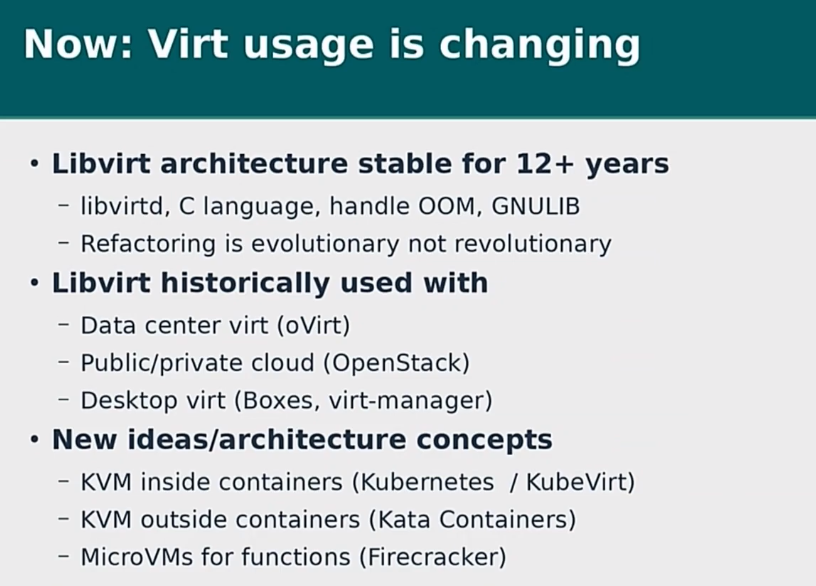 Now: Virt usage is changing
• Libvirt architecture stable for 12+ years
– libvirtd, C language, handle OOM, GNULIB
– Refactoring is evolutionary not revolutionary
• Libvirt historically used with
– Data center virt (oVirt)
– Public/private cloud (OpenStack)
– Desktop virt (Boxes, virt-manager)
• New ideas/architecture concepts
– KVM inside containers (Kubernetes  / KubeVirt)
– KVM outside containers (Kata Containers)
– MicroVMs for functions (Firecracker)